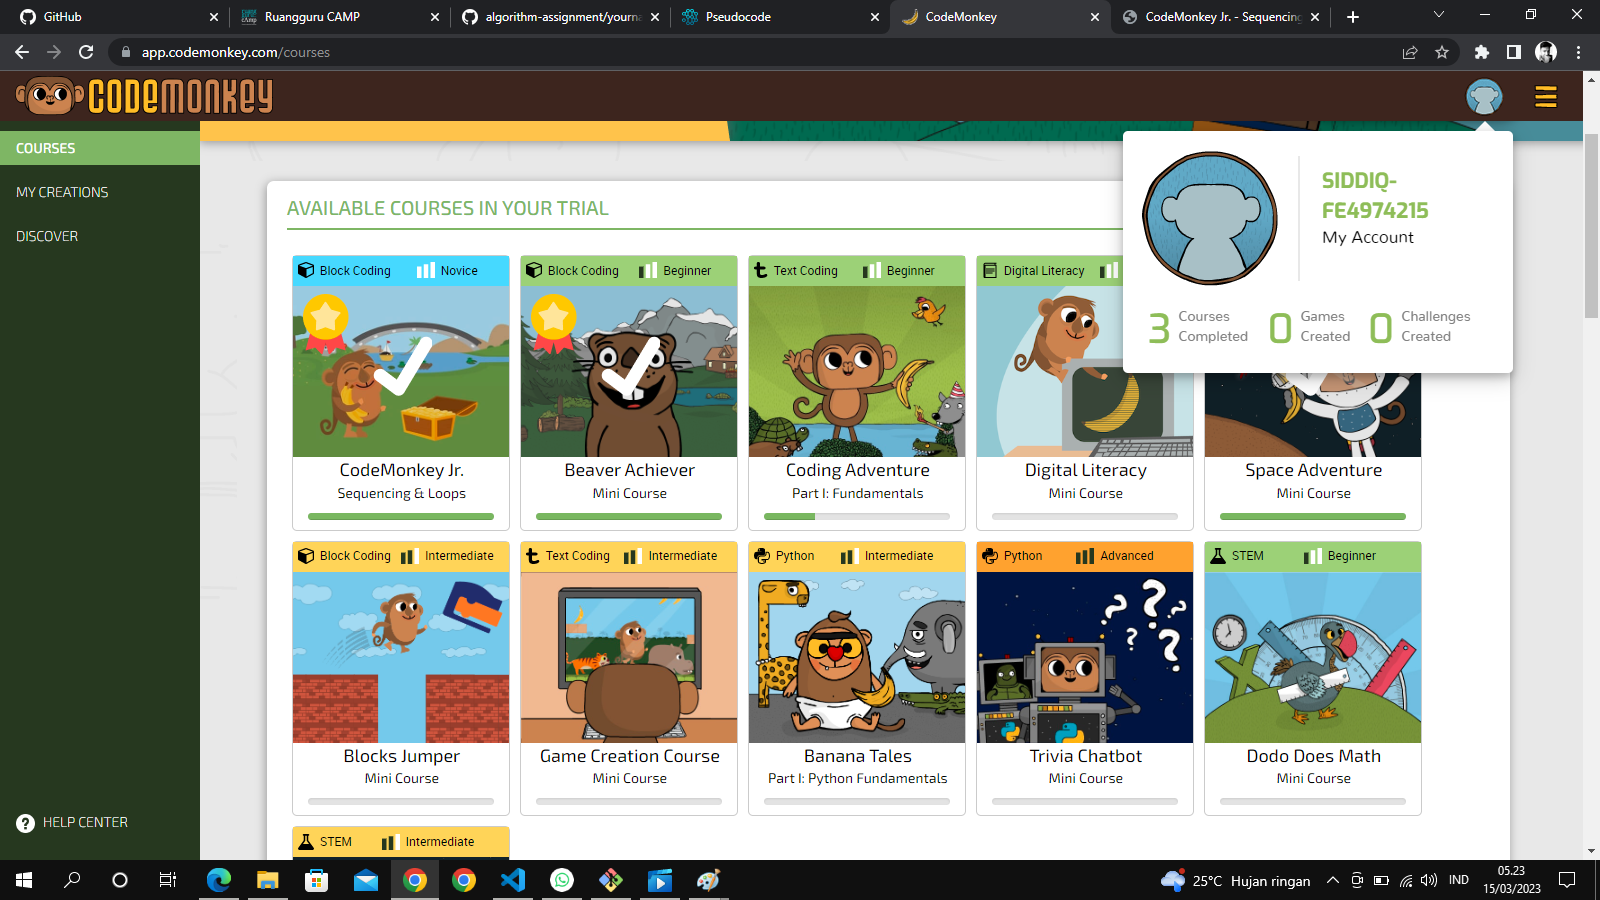 GitHub
Ruangguru CAMP
algorithm-assignment/yourna
Pseudocode
CodeMonkey
CodeMonkey Jr. - Sequencing
app.codemonkey.com/courses
CODEMONKEY
COURSES
MY CREATIONS
DISCOVER
HELP CENTER
SIDDIQ-
FE4974215
My Account
3 Courses Completed
0 Games Created
0 Challenges Created
AVAILABLE COURSES IN YOUR TRIAL
Block Coding Novice
CodeMonkey Jr.
Sequencing & Loops
Block Coding Beginner
Beaver Achiever
Mini Course
Text Coding Beginner
Coding Adventure
Part I: Fundamentals
Digital Literacy
Digital Literacy
Mini Course
Space Adventure
Mini Course
Block Coding Intermediate
Blocks Jumper
Mini Course
Text Coding Intermediate
Game Creation Course
Mini Course
Python Intermediate
Banana Tales
Part I: Python Fundamentals
Python Advanced
Trivia Chatbot
Mini Course
STEM Beginner
Dodo Does Math
Mini Course
STEM Intermediate
25°C Hujan ringan
IND
05.23
15/03/2023